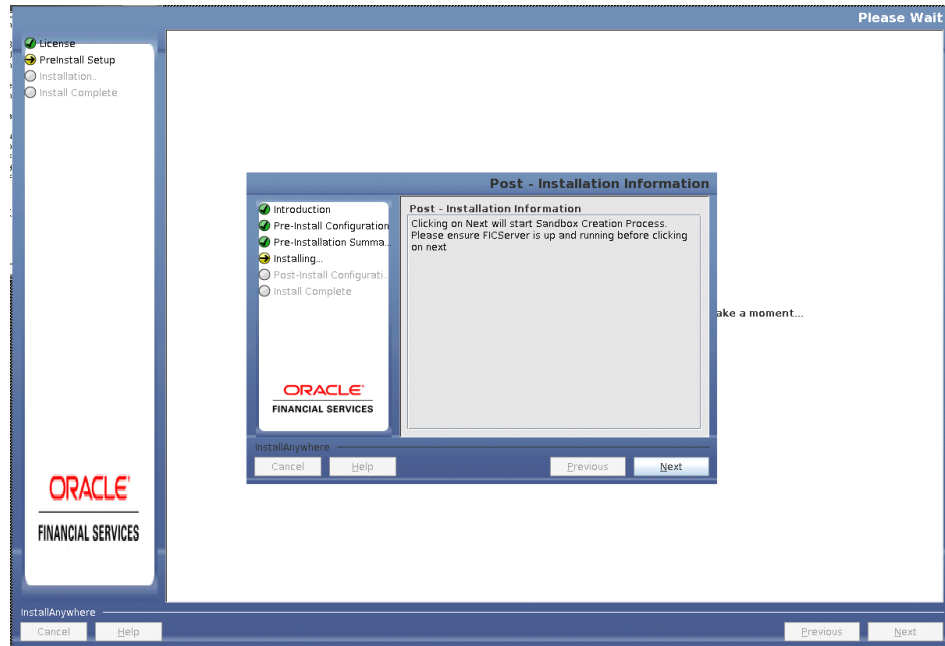 Please Wait
License
PreInstall Setup
Installation..
Install Complete
Post - Installation Information
Introduction
Pre-Install Configuration
Pre-Installation Summa..
Installing...
Post-Install Configurati..
Install Complete
Post - Installation Information
Clicking on Next will start Sandbox Creation Process.
Please ensure FICServer is up and running before clicking
on next
ake a moment...
ORACLE
FINANCIAL SERVICES
InstallAnywhere
Cancel
Help
Previous
Next
ORACLE
FINANCIAL SERVICES
InstallAnywhere
Cancel
Help
Previous
Next